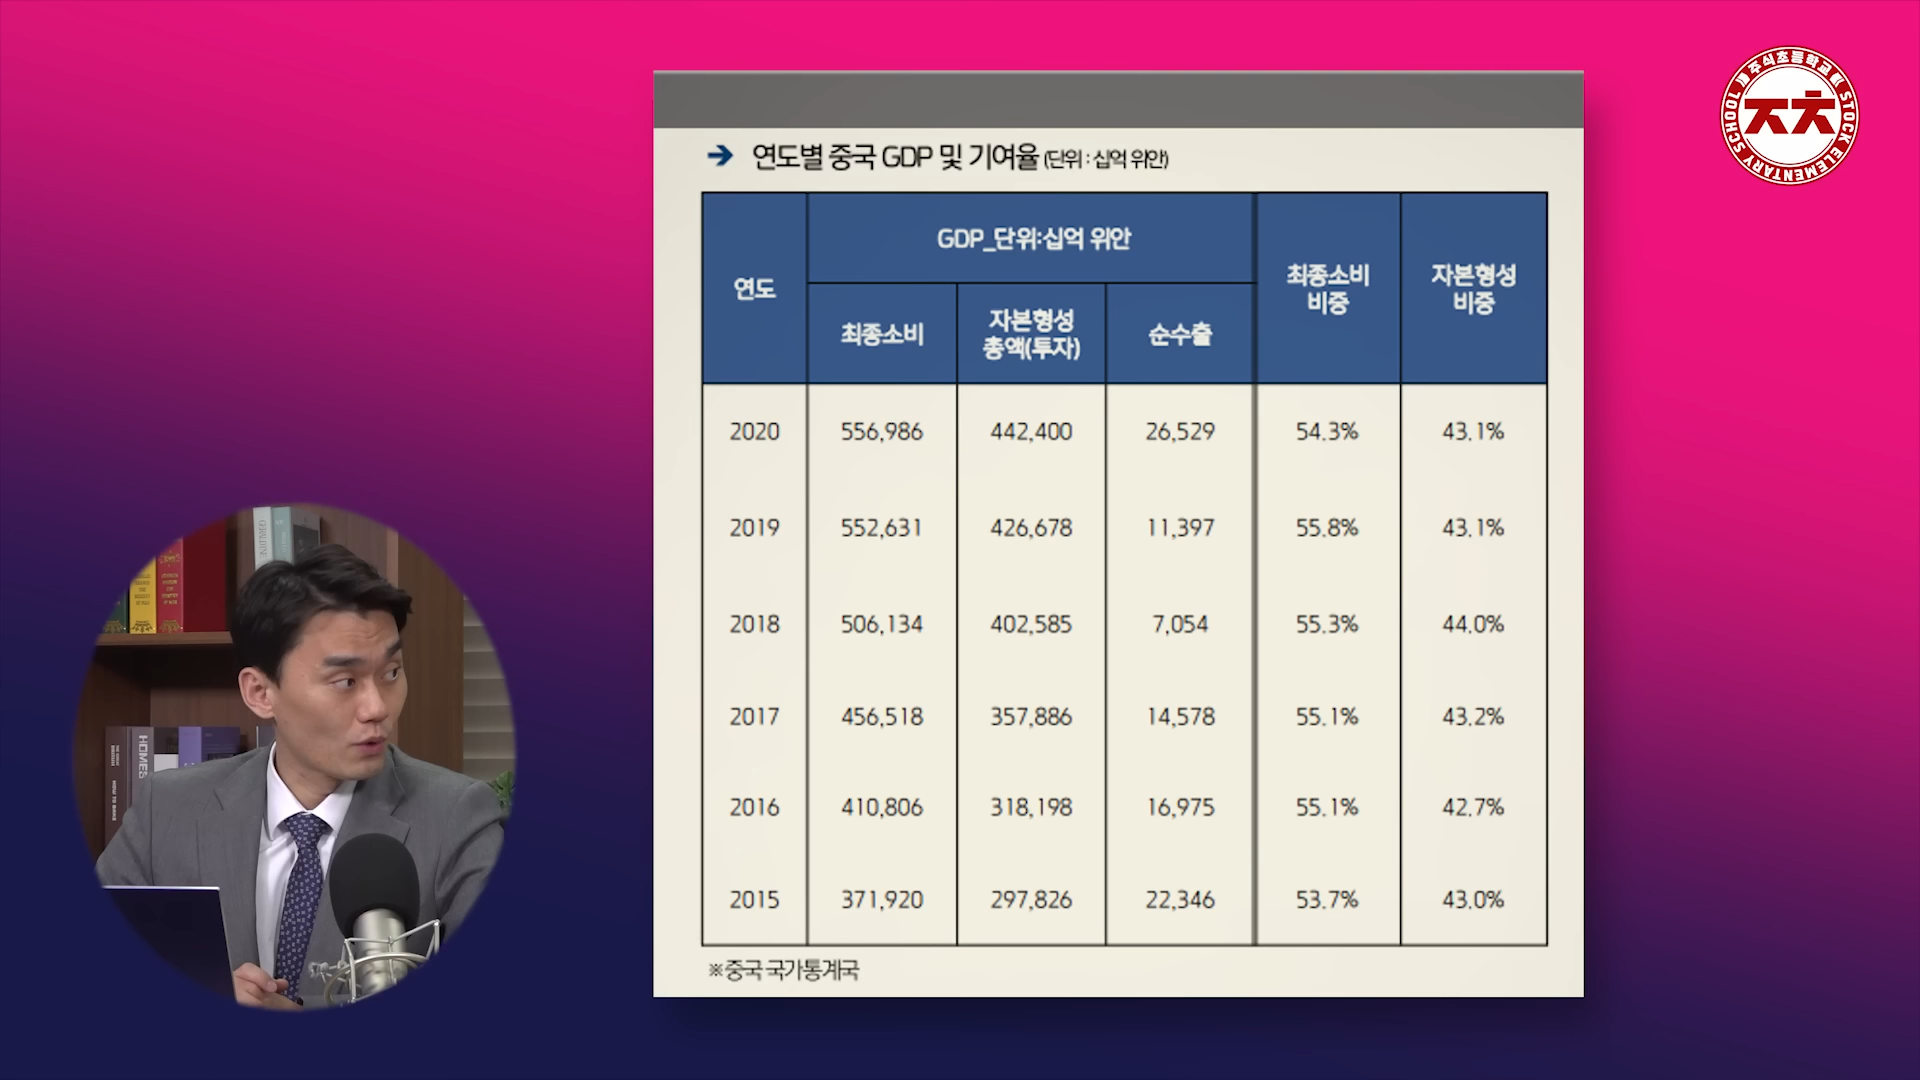 주식초등학교
STOCK ELEMENTARY SCHOOL
ㅈㅊ
→ 연도별 중국 GDP 및 기여율 (단위 : 십억 위안)
연도
GDP_단위:십억 위안
최종소비
비중
자본형성
비중
최종소비
자본형성
총액(투자)
순수출
2020 556,986 442,400 26,529 54.3% 43.1%
2019 552,631 426,678 11,397 55.8% 43.1%
2018 506,134 402,585 7,054 55.3% 44.0%
2017 456,518 357,886 14,578 55.1% 43.2%
2016 410,806 318,198 16,975 55.1% 42.7%
2015 371,920 297,826 22,346 53.7% 43.0%
※중국 국가통계국